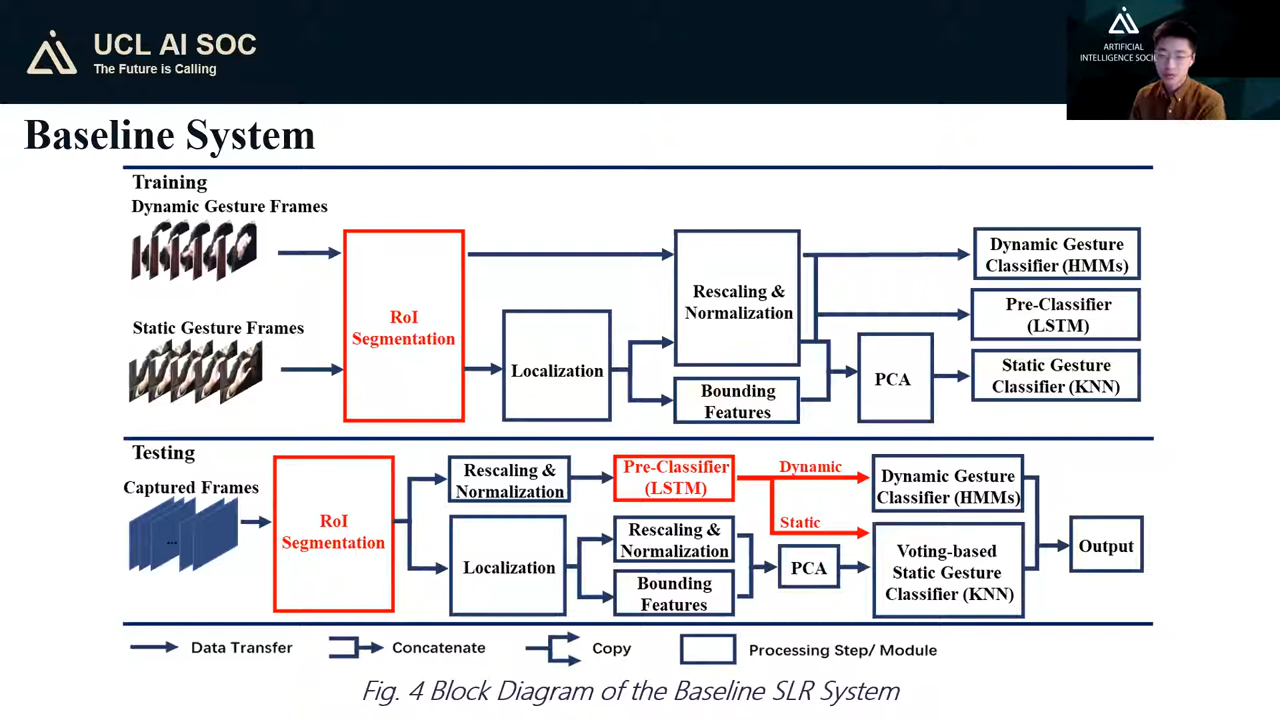 UCL AI SOC
The Future is Calling
ARTIFICIAL
INTELLIGENCE SOCI
Baseline System
Training
Dynamic Gesture Frames
Static Gesture Frames
RoI
Segmentation
Localization
Rescaling &
Normalization
Bounding
Features
PCA
Dynamic Gesture
Classifier (HMMs)
Pre-Classifier
(LSTM)
Static Gesture
Classifier (KNN)
Testing
Captured Frames
...
RoI
Segmentation
Rescaling &
Normalization
Localization
Pre-Classifier
(LSTM)
Rescaling &
Normalization
Bounding
Features
PCA
Dynamic
Static
Dynamic Gesture
Classifier (HMMs)
Voting-based
Static Gesture
Classifier (KNN)
Output
Data Transfer
Concatenate
Copy
Processing Step/ Module
Fig. 4 Block Diagram of the Baseline SLR System